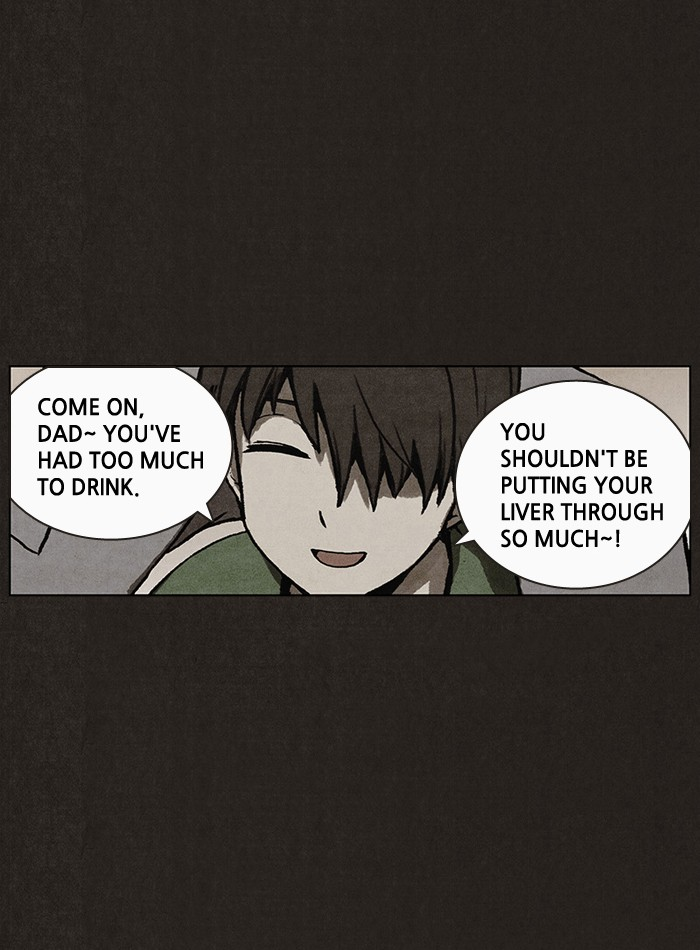 COME ON,
DAD~ YOU'VE
HAD TOO MUCH
TO DRINK.
YOU
SHOULDN'T BE
PUTTING YOUR
LIVER THROUGH
SO MUCH~!